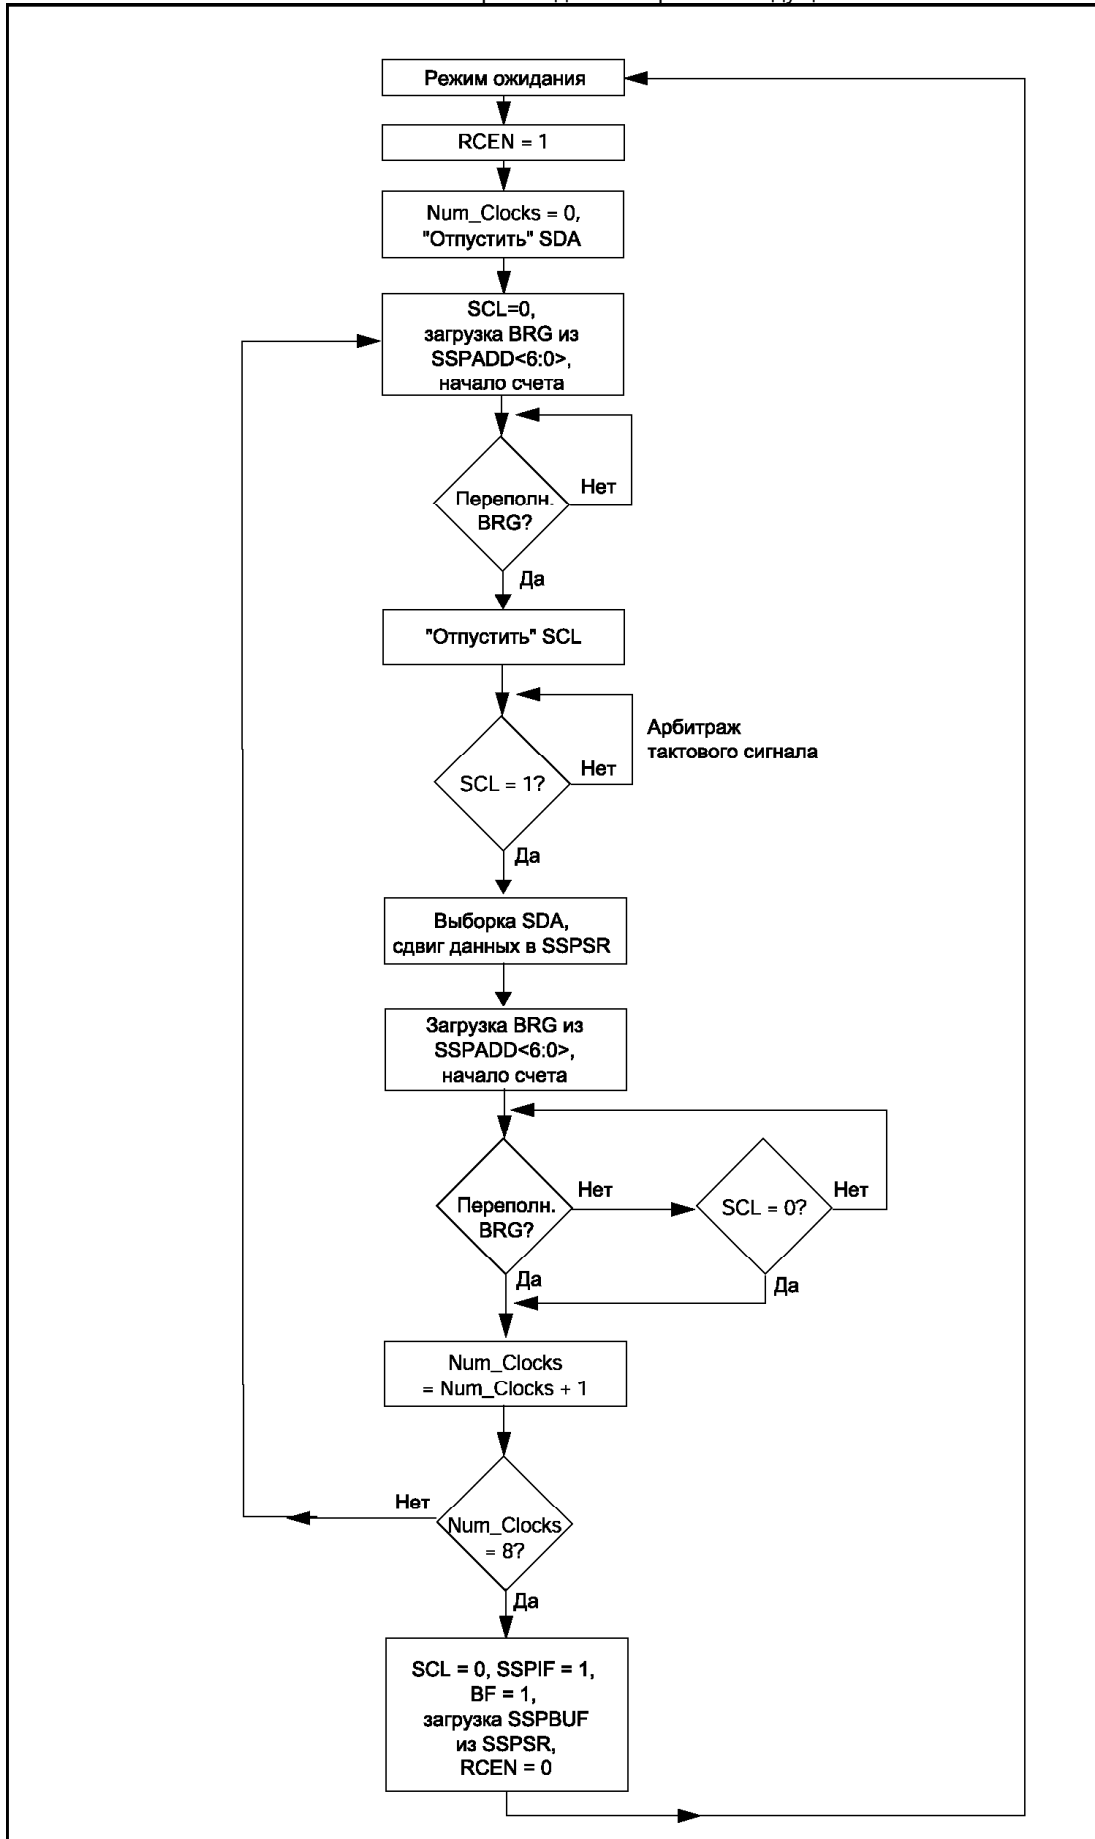 Режим ожидания
RCEN = 1
Num_Clocks = 0,
"Отпустить" SDA
SCL=0,
загрузка BRG из
SSPADD<6:0>,
начало счета
Нет
Переполн.
BRG?
Да
"Отпустить" SCL
Арбитраж
тактового сигнала
Нет
SCL = 1?
Да
Выборка SDA,
сдвиг данных в SSPSR
Загрузка BRG из
SSPADD<6:0>,
начало счета
Нет
Нет
Переполн.
BRG?
SCL = 0?
Да
Да
Num_Clocks
= Num_Clocks + 1
Нет
Num_Clocks
= 8?
Да
SCL = 0, SSPIF = 1,
BF = 1,
загрузка SSPBUF
из SSPSR,
RCEN = 0